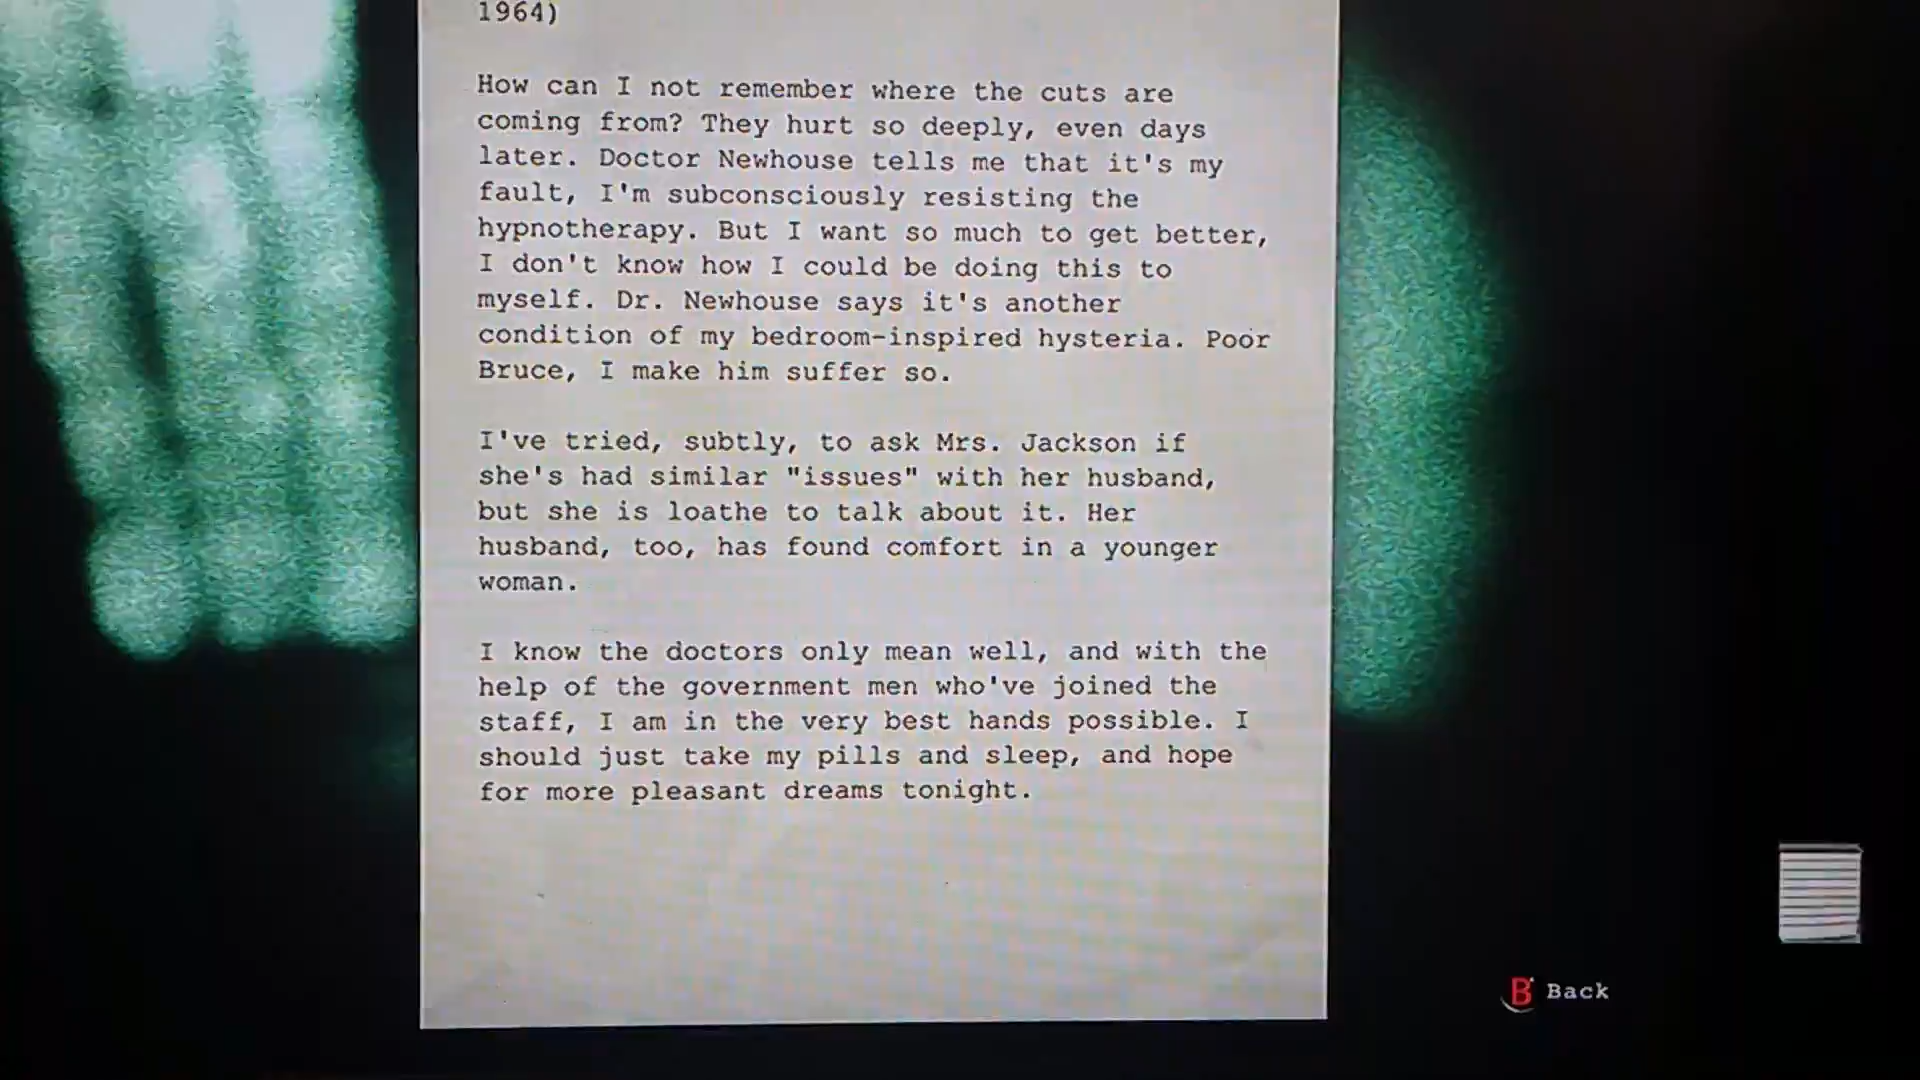 1964)
How can I not remember where the cuts are
coming from? They hurt so deeply, even days
later. Doctor Newhouse tells me that it's my
fault, I'm subconsciously resisting the
hypnotherapy. But I want so much to get better,
I don't know how I could be doing this to
myself. Dr. Newhouse says it's another
condition of my bedroom-inspired hysteria. Poor
Bruce, I make him suffer so.
I've tried, subtly, to ask Mrs. Jackson if
she's had similar "issues" with her husband,
but she is loathe to talk about it. Her
husband, too, has found comfort in a younger
woman.
I know the doctors only mean well, and with the
help of the government men who've joined the
staff, I am in the very best hands possible. I
should just take my pills and sleep, and hope
for more pleasant dreams tonight.
B Back